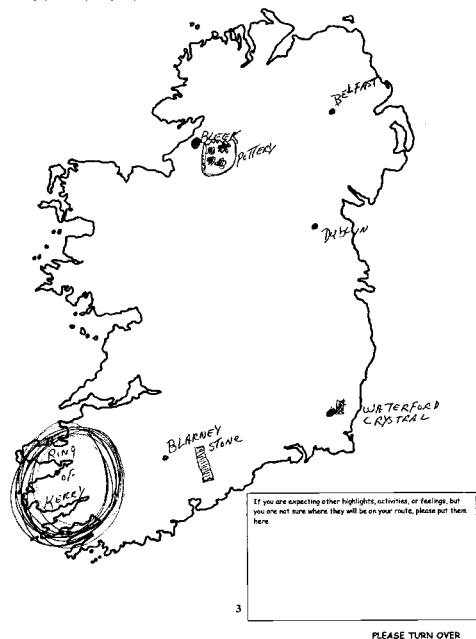 BELFAST
BLEEK
POTTERY
DUBLIN
WATERFORD
CRYSTAL
BLARNEY
STONE
RING
OF
KERRY
If you are expecting other highlights, activities, or feelings, but
you are not sure where they will be on your route, please put them
here
3
PLEASE TURN OVER